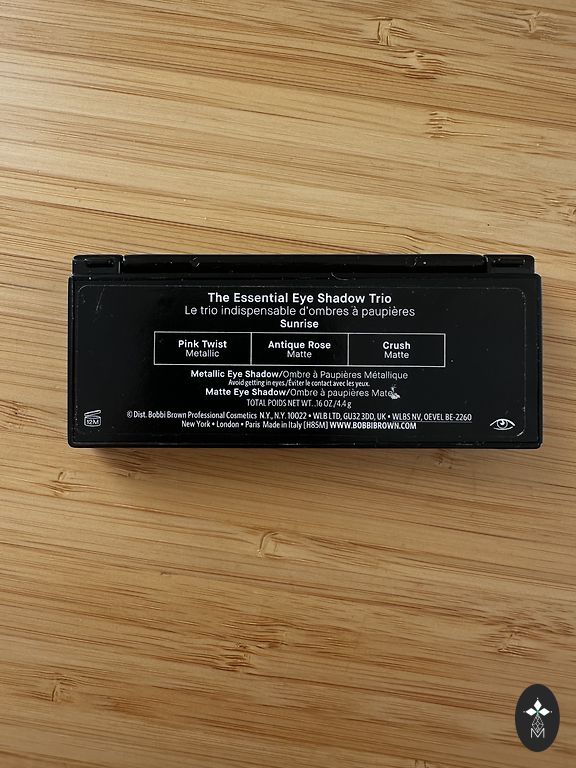 The Essential Eye Shadow Trio
Le trio indispensable d'ombres à paupières
Sunrise
Pink Twist Antique Rose Crush
Metallic Matte Matte
Metallic Eye Shadow/Ombre à Paupières Métallique
Avoid getting in eyes./Éviter le contact avec les yeux.
Matte Eye Shadow/Ombre à paupières Mate
TOTAL POIDS NET WT. .16 OZ./4.4 g
12M
© Dist. Bobbi Brown Professional Cosmetics N.Y., N.Y. 10022 • WLB LTD, GU32 3DD, UK • WLBS NV, OEVEL BE-2260
New York • London • Paris Made in Italy [H85M] WWW.BOBBIBROWN.COM
M